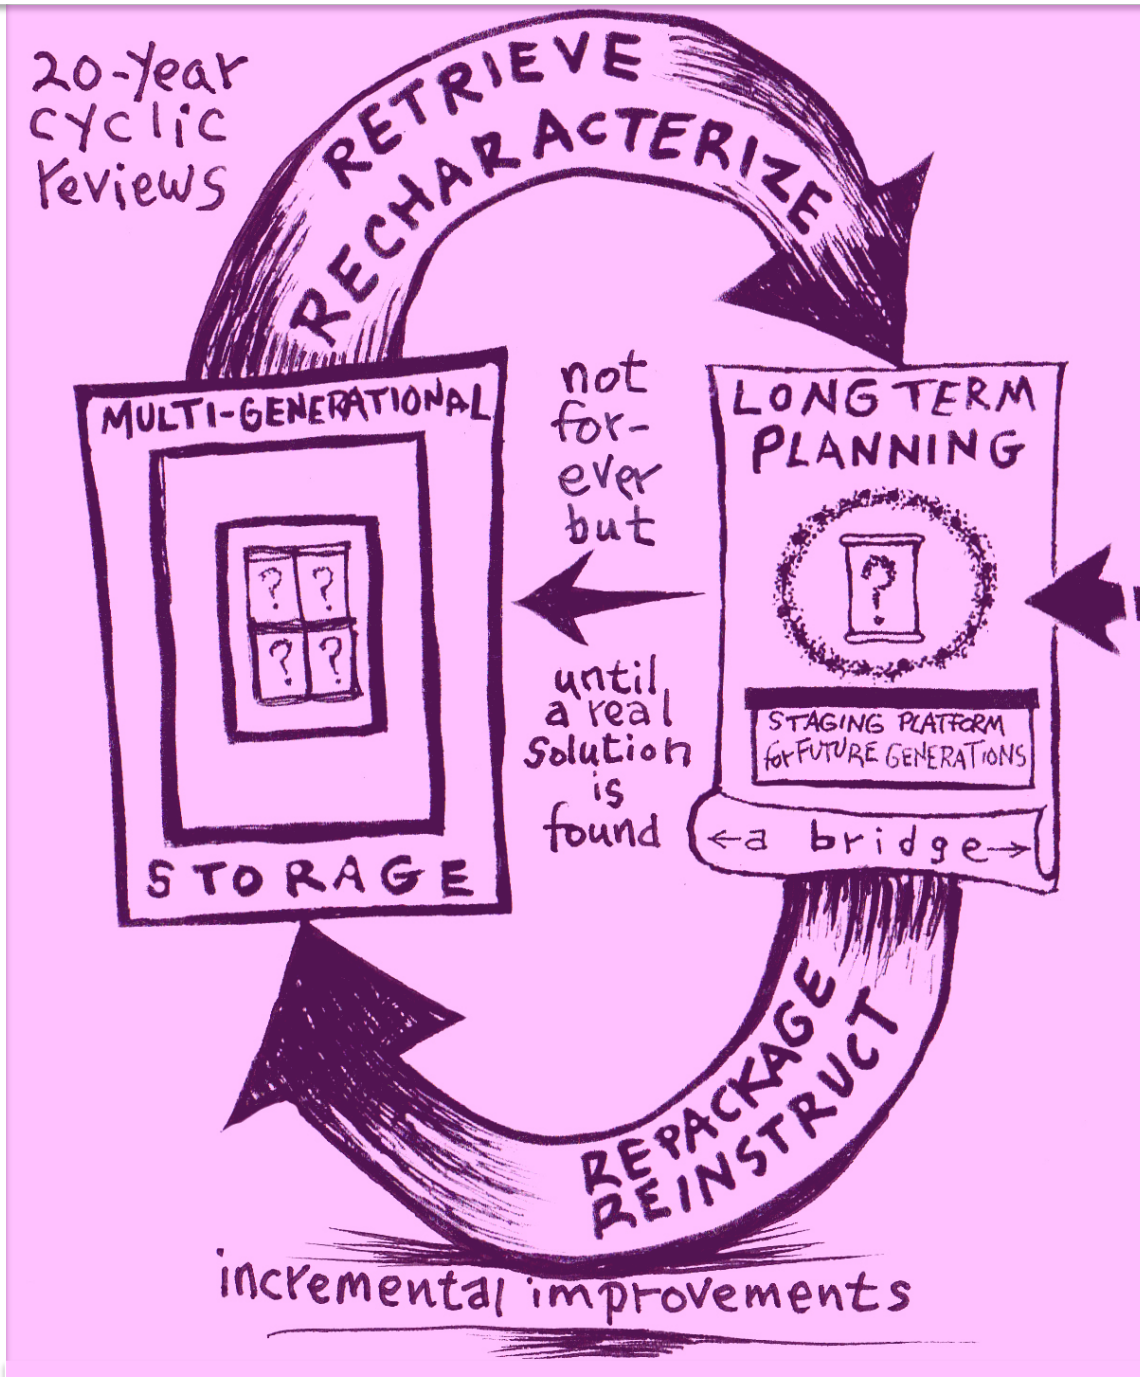 20-year
cyclic
reviews
RETRIEVE
RECHARACTERIZE
MULTI-GENERATIONAL
? ?
? ?
STORAGE
not
for-
ever
but
until
a real
solution
is
found
LONG TERM
PLANNING
?
STAGING PLATFORM
for FUTURE GENERATIONS
←a bridge→
REPACKAGE
REINSTRUCT
incremental improvements